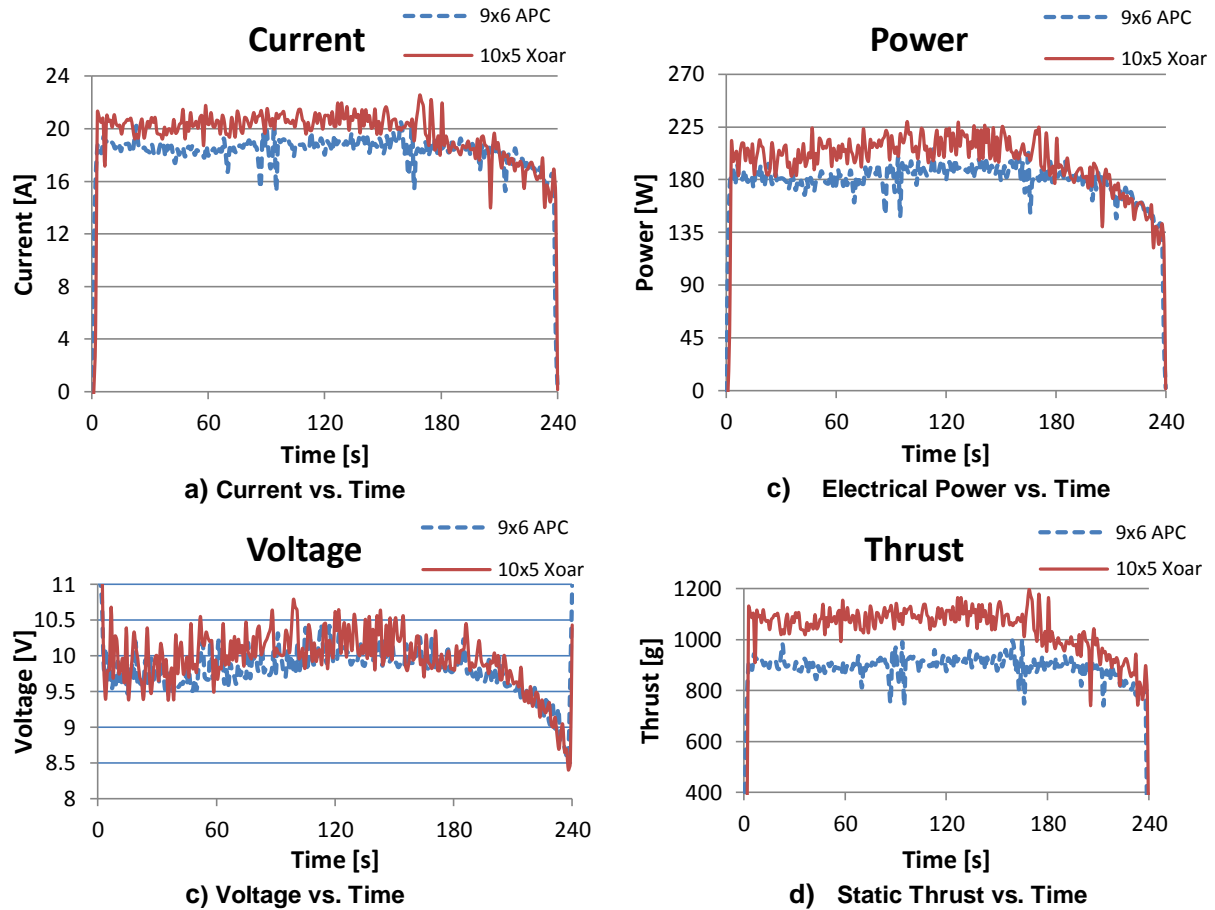 Current
9x6 APC
10x5 Xoar
24
20
16
12
8
4
0
Current [A]
0 60 120 180 240
Time [s]
a) Current vs. Time
Power
9x6 APC
10x5 Xoar
270
225
180
135
90
45
0
Power [W]
0 60 120 180 240
Time [s]
c) Electrical Power vs. Time
Voltage
9x6 APC
10x5 Xoar
11
10.5
10
9.5
9
8.5
8
Voltage [V]
0 60 120 180 240
Time [s]
c) Voltage vs. Time
Thrust
9x6 APC
10x5 Xoar
1200
1000
800
600
400
Thrust [g]
0 60 120 180 240
Time [s]
d) Static Thrust vs. Time